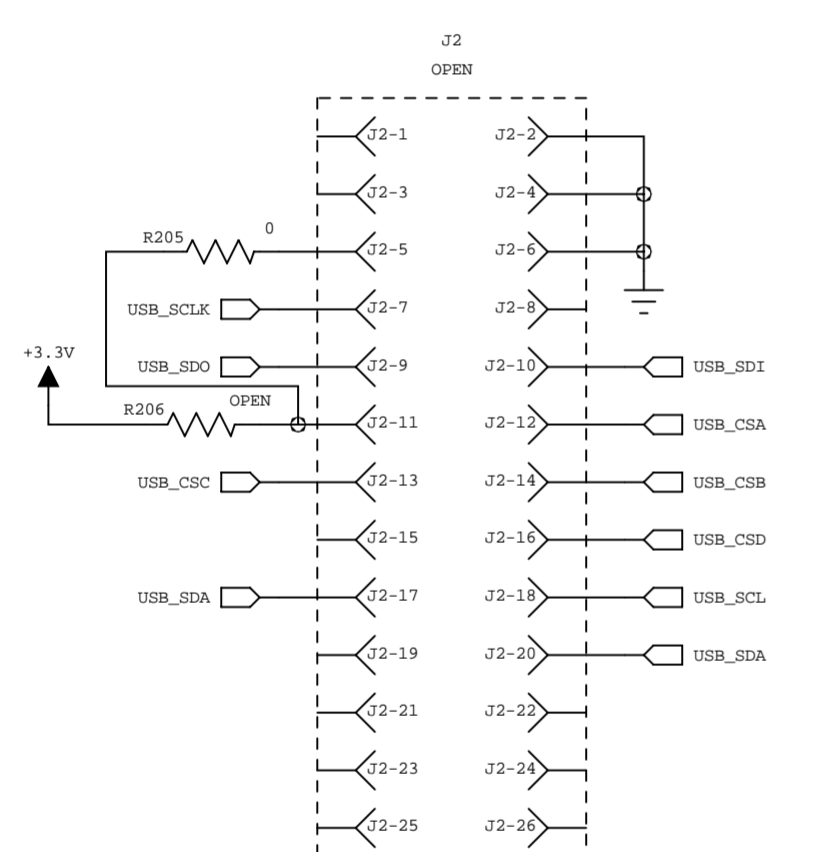 J2
OPEN
J2-1 J2-2
J2-3 J2-4
R205 0 J2-5 J2-6
USB_SCLK J2-7 J2-8
+3.3V
USB_SDO J2-9 J2-10 USB_SDI
R206 OPEN
J2-11 J2-12 USB_CSA
USB_CSC J2-13 J2-14 USB_CSB
J2-15 J2-16 USB_CSD
USB_SDA J2-17 J2-18 USB_SCL
J2-19 J2-20 USB_SDA
J2-21 J2-22
J2-23 J2-24
J2-25 J2-26